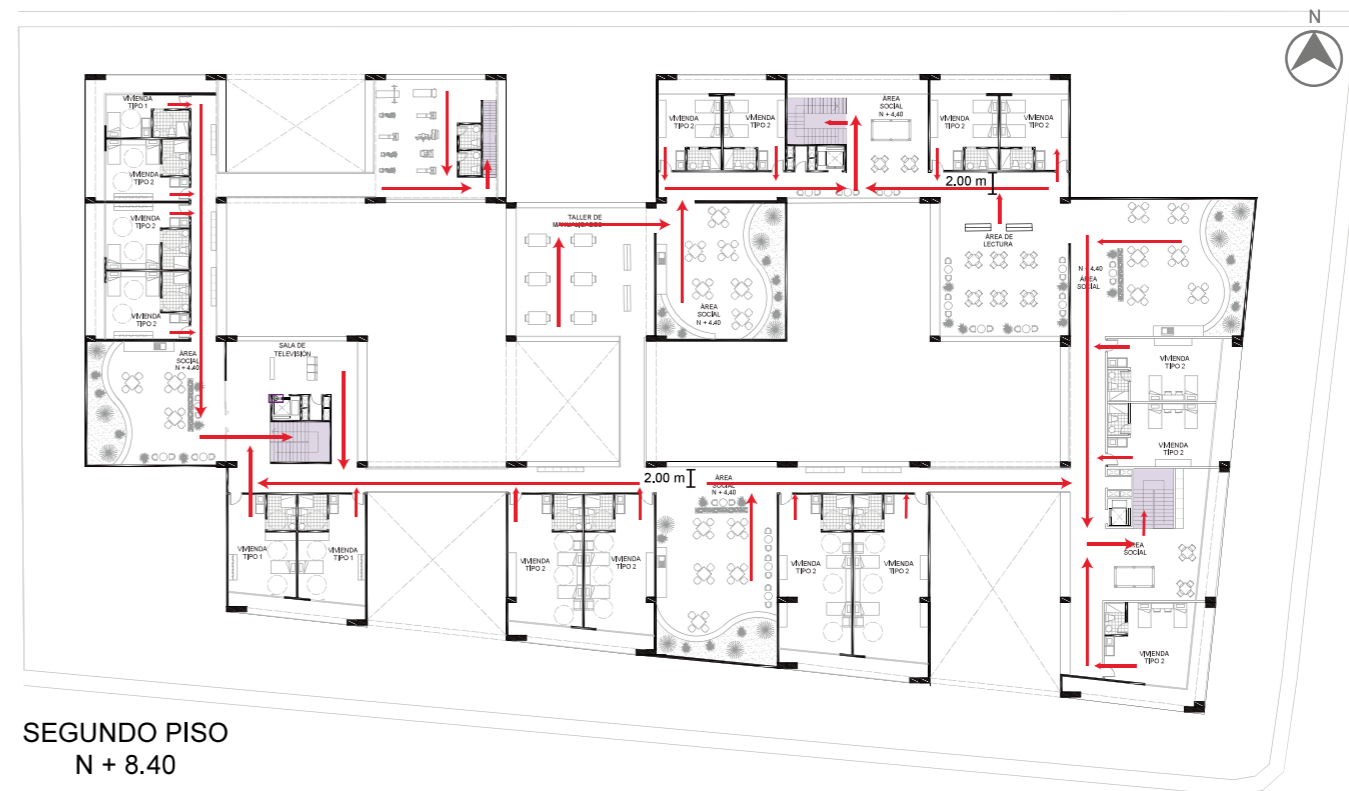 N
VIVIENDA
TIPO 1
VIVIENDA
TIPO 2
VIVIENDA
TIPO 2
VIVIENDA
TIPO 2
ÁREA
SOCIAL
N + 4,40
SALA DE
TELEVISIÓN
TALLER DE
MANUALIDADES
ÁREA
SOCIAL
N + 4,40
VIVIENDA
TIPO 2
VIVIENDA
TIPO 2
ÁREA
SOCIAL
N + 4,40
VIVIENDA
TIPO 2
VIVIENDA
TIPO 2
2.00 m
ÁREA DE
LECTURA
N + 4,40
ÁREA
SOCIAL
VIVIENDA
TIPO 2
VIVIENDA
TIPO 2
ÁREA
SOCIAL
VIVIENDA
TIPO 2
2.00 m
ÁREA
SOCIAL
N + 4,40
VIVIENDA
TIPO 1
VIVIENDA
TIPO 1
VIVIENDA
TIPO 2
VIVIENDA
TIPO 2
VIVIENDA
TIPO 2
VIVIENDA
TIPO 2
SEGUNDO PISO
N + 8.40